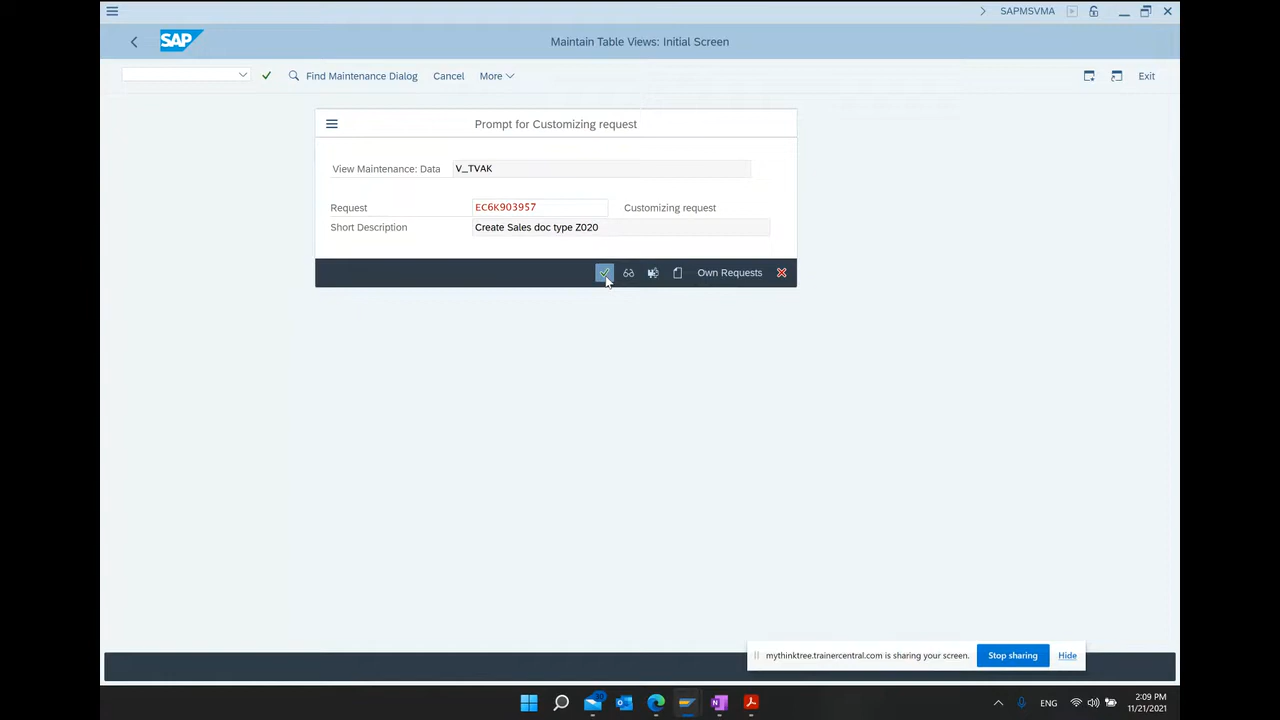 SAPMSVMA
SAP
Maintain Table Views: Initial Screen
Find Maintenance Dialog
Cancel
More
Exit
Prompt for Customizing request
View Maintenance: Data V_TVAK
Request EC6K903957 Customizing request
Short Description Create Sales doc type Z020
Own Requests
mythinktree.trainercentral.com is sharing your screen. Stop sharing Hide
ENG
2:09 PM
11/21/2021